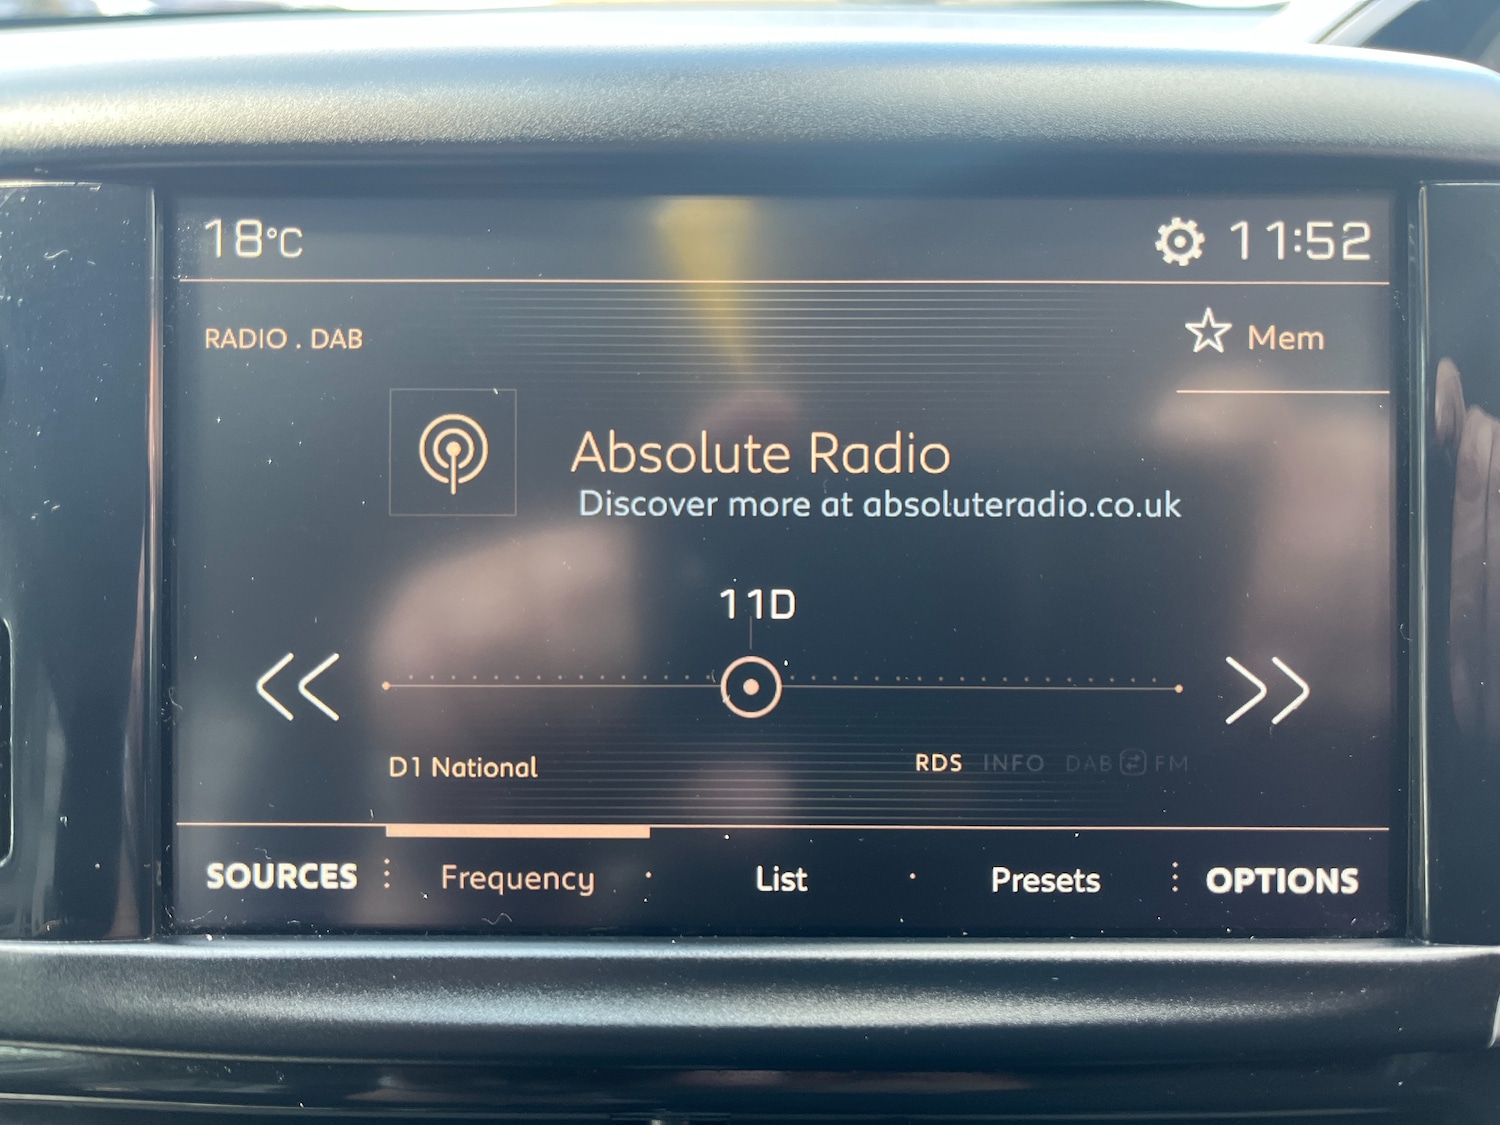 18°C 11:52
RADIO . DAB
Mem
Absolute Radio
Discover more at absoluteradio.co.uk
11D
D1 National
RDS INFO DAB FM
SOURCES Frequency List Presets OPTIONS